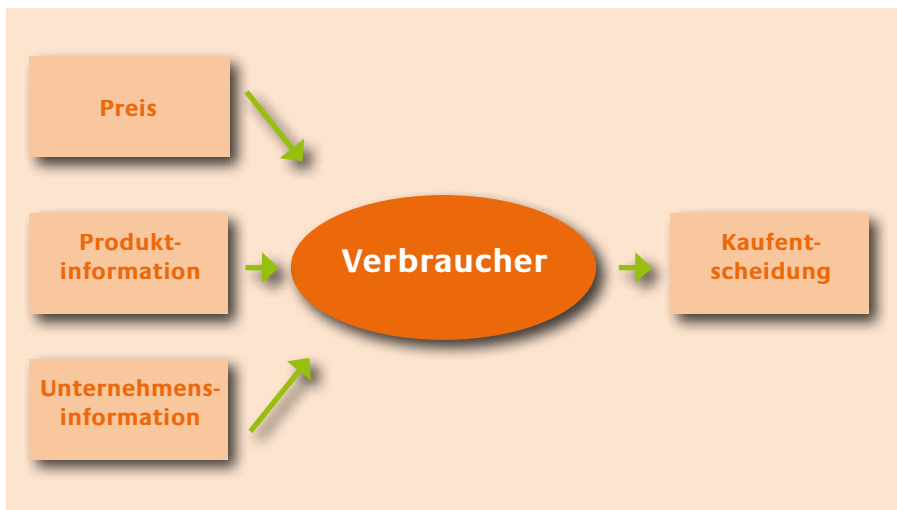 Preis
Produkt-
information
Unternehmens-
information
Verbraucher
Kaufent-
scheidung